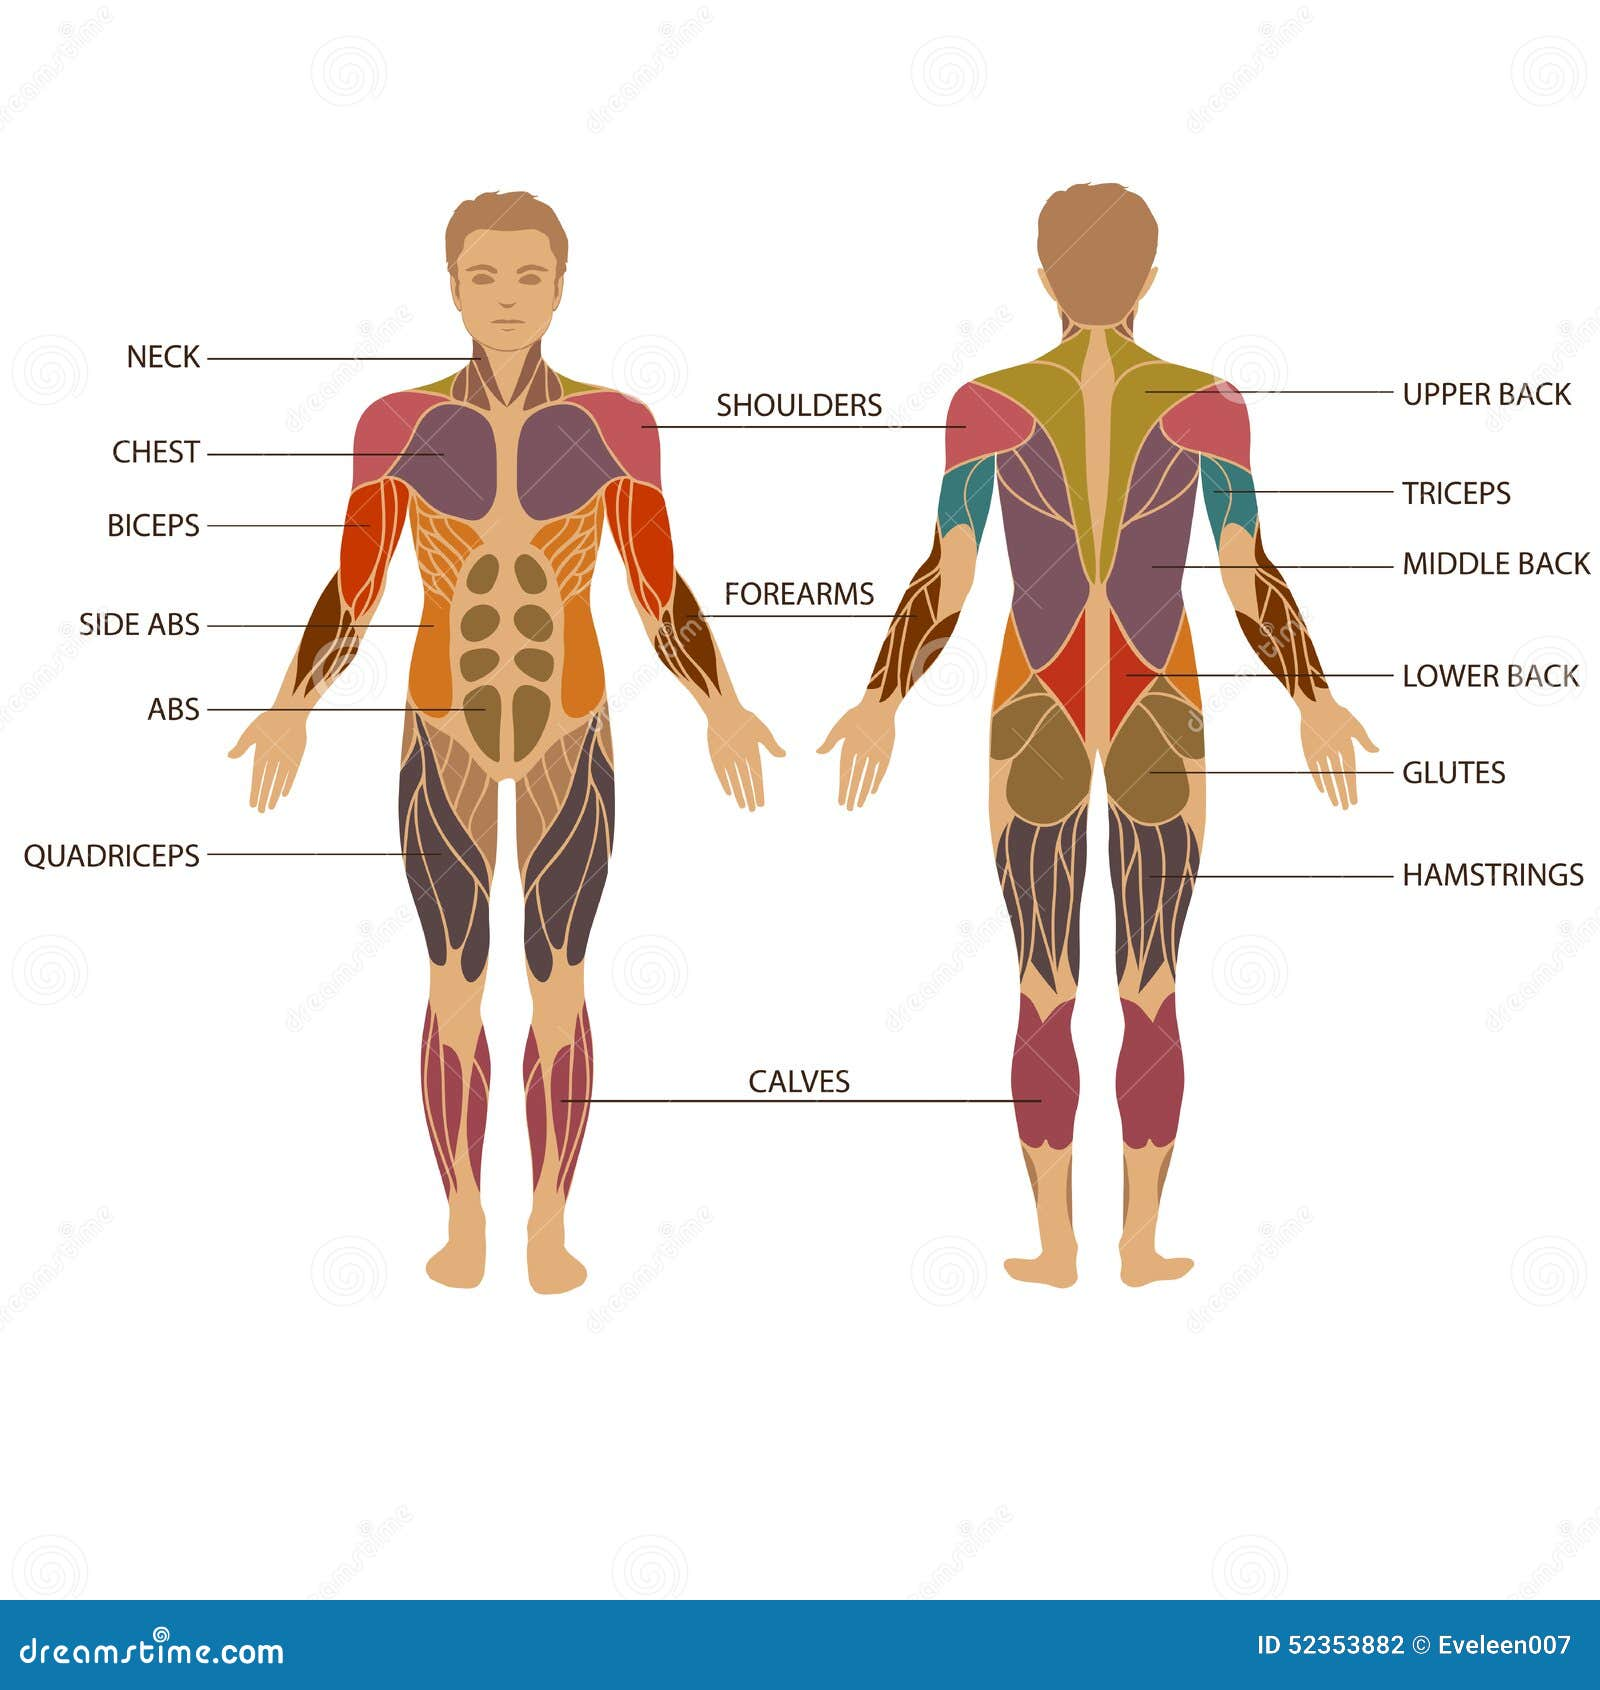 NECK
CHEST
BICEPS
SIDE ABS
ABS
QUADRICEPS
SHOULDERS
FOREARMS
CALVES
UPPER BACK
TRICEPS
MIDDLE BACK
LOWER BACK
GLUTES
HAMSTRINGS
dreamstime
dreamstime.com
ID 52353882 © Eveleen007